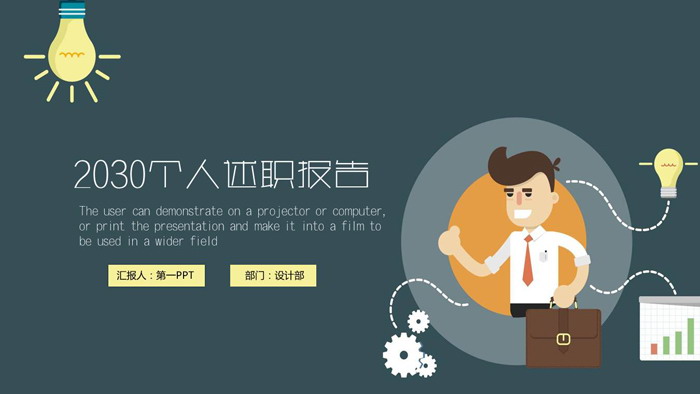 2030个人述职报告
The user can demonstrate on a projector or computer,
or print the presentation and make it into a film to
be used in a wider field
汇报人：第一PPT
部门：设计部